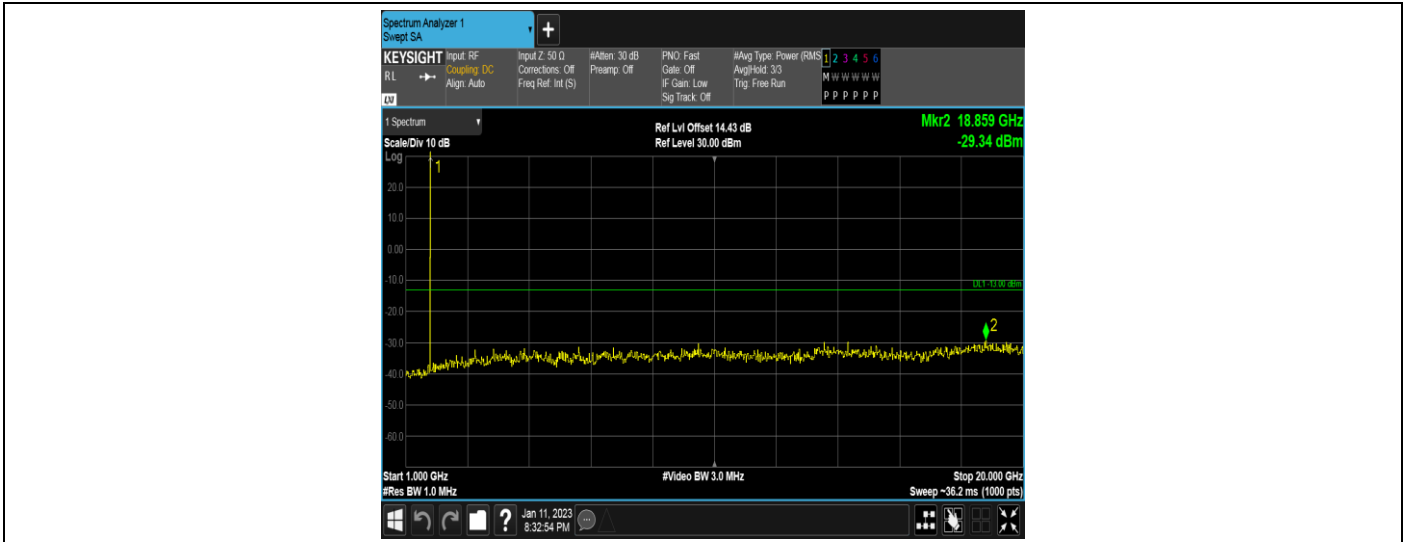 Spectrum Analyzer 1
Swept SA
+
KEYSIGHT
RL
LXI
Input: RF
Coupling: DC
Align: Auto
Input Z: 50 Ω
Corrections: Off
Freq Ref: Int (S)
#Atten: 30 dB
Preamp: Off
PNO: Fast
Gate: Off
IF Gain: Low
Sig Track: Off
#Avg Type: Power (RMS
Avg|Hold: 3/3
Trig: Free Run
1 2 3 4 5 6
M W W W W W
P P P P P P
1 Spectrum
Scale/Div 10 dB
Ref Lvl Offset 14.43 dB
Ref Level 30.00 dBm
Mkr2 18.859 GHz
-29.34 dBm
Log
1
20.0
10.0
0.00
-10.0
DL1 -13.00 dBm
-20.0
2
-30.0
-40.0
-50.0
-60.0
Start 1.000 GHz
#Video BW 3.0 MHz
Stop 20.000 GHz
#Res BW 1.0 MHz
Sweep ~36.2 ms (1000 pts)
?
Jan 11, 2023
8:32:54 PM